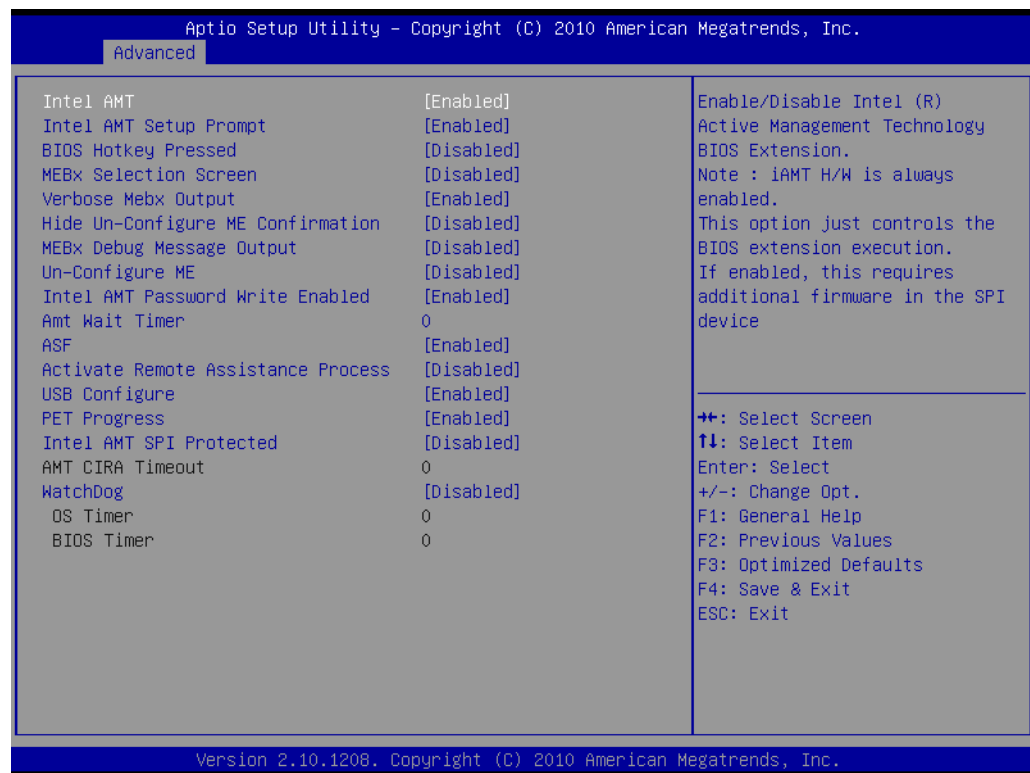 Aptio Setup Utility – Copyright (C) 2010 American Megatrends, Inc.
Advanced
Intel AMT [Enabled]
Intel AMT Setup Prompt [Enabled]
BIOS Hotkey Pressed [Disabled]
MEBx Selection Screen [Disabled]
Verbose Mebx Output [Enabled]
Hide Un-Configure ME Confirmation [Disabled]
MEBx Debug Message Output [Disabled]
Un-Configure ME [Disabled]
Intel AMT Password Write Enabled [Enabled]
Amt Wait Timer 0
ASF [Enabled]
Activate Remote Assistance Process [Disabled]
USB Configure [Enabled]
PET Progress [Enabled]
Intel AMT SPI Protected [Disabled]
AMT CIRA Timeout 0
WatchDog [Disabled]
OS Timer 0
BIOS Timer 0
Enable/Disable Intel (R)
Active Management Technology
BIOS Extension.
Note : iAMT H/W is always
enabled.
This option just controls the
BIOS extension execution.
If enabled, this requires
additional firmware in the SPI
device
→←: Select Screen
↑↓: Select Item
Enter: Select
+/-: Change Opt.
F1: General Help
F2: Previous Values
F3: Optimized Defaults
F4: Save & Exit
ESC: Exit
Version 2.10.1208. Copyright (C) 2010 American Megatrends, Inc.